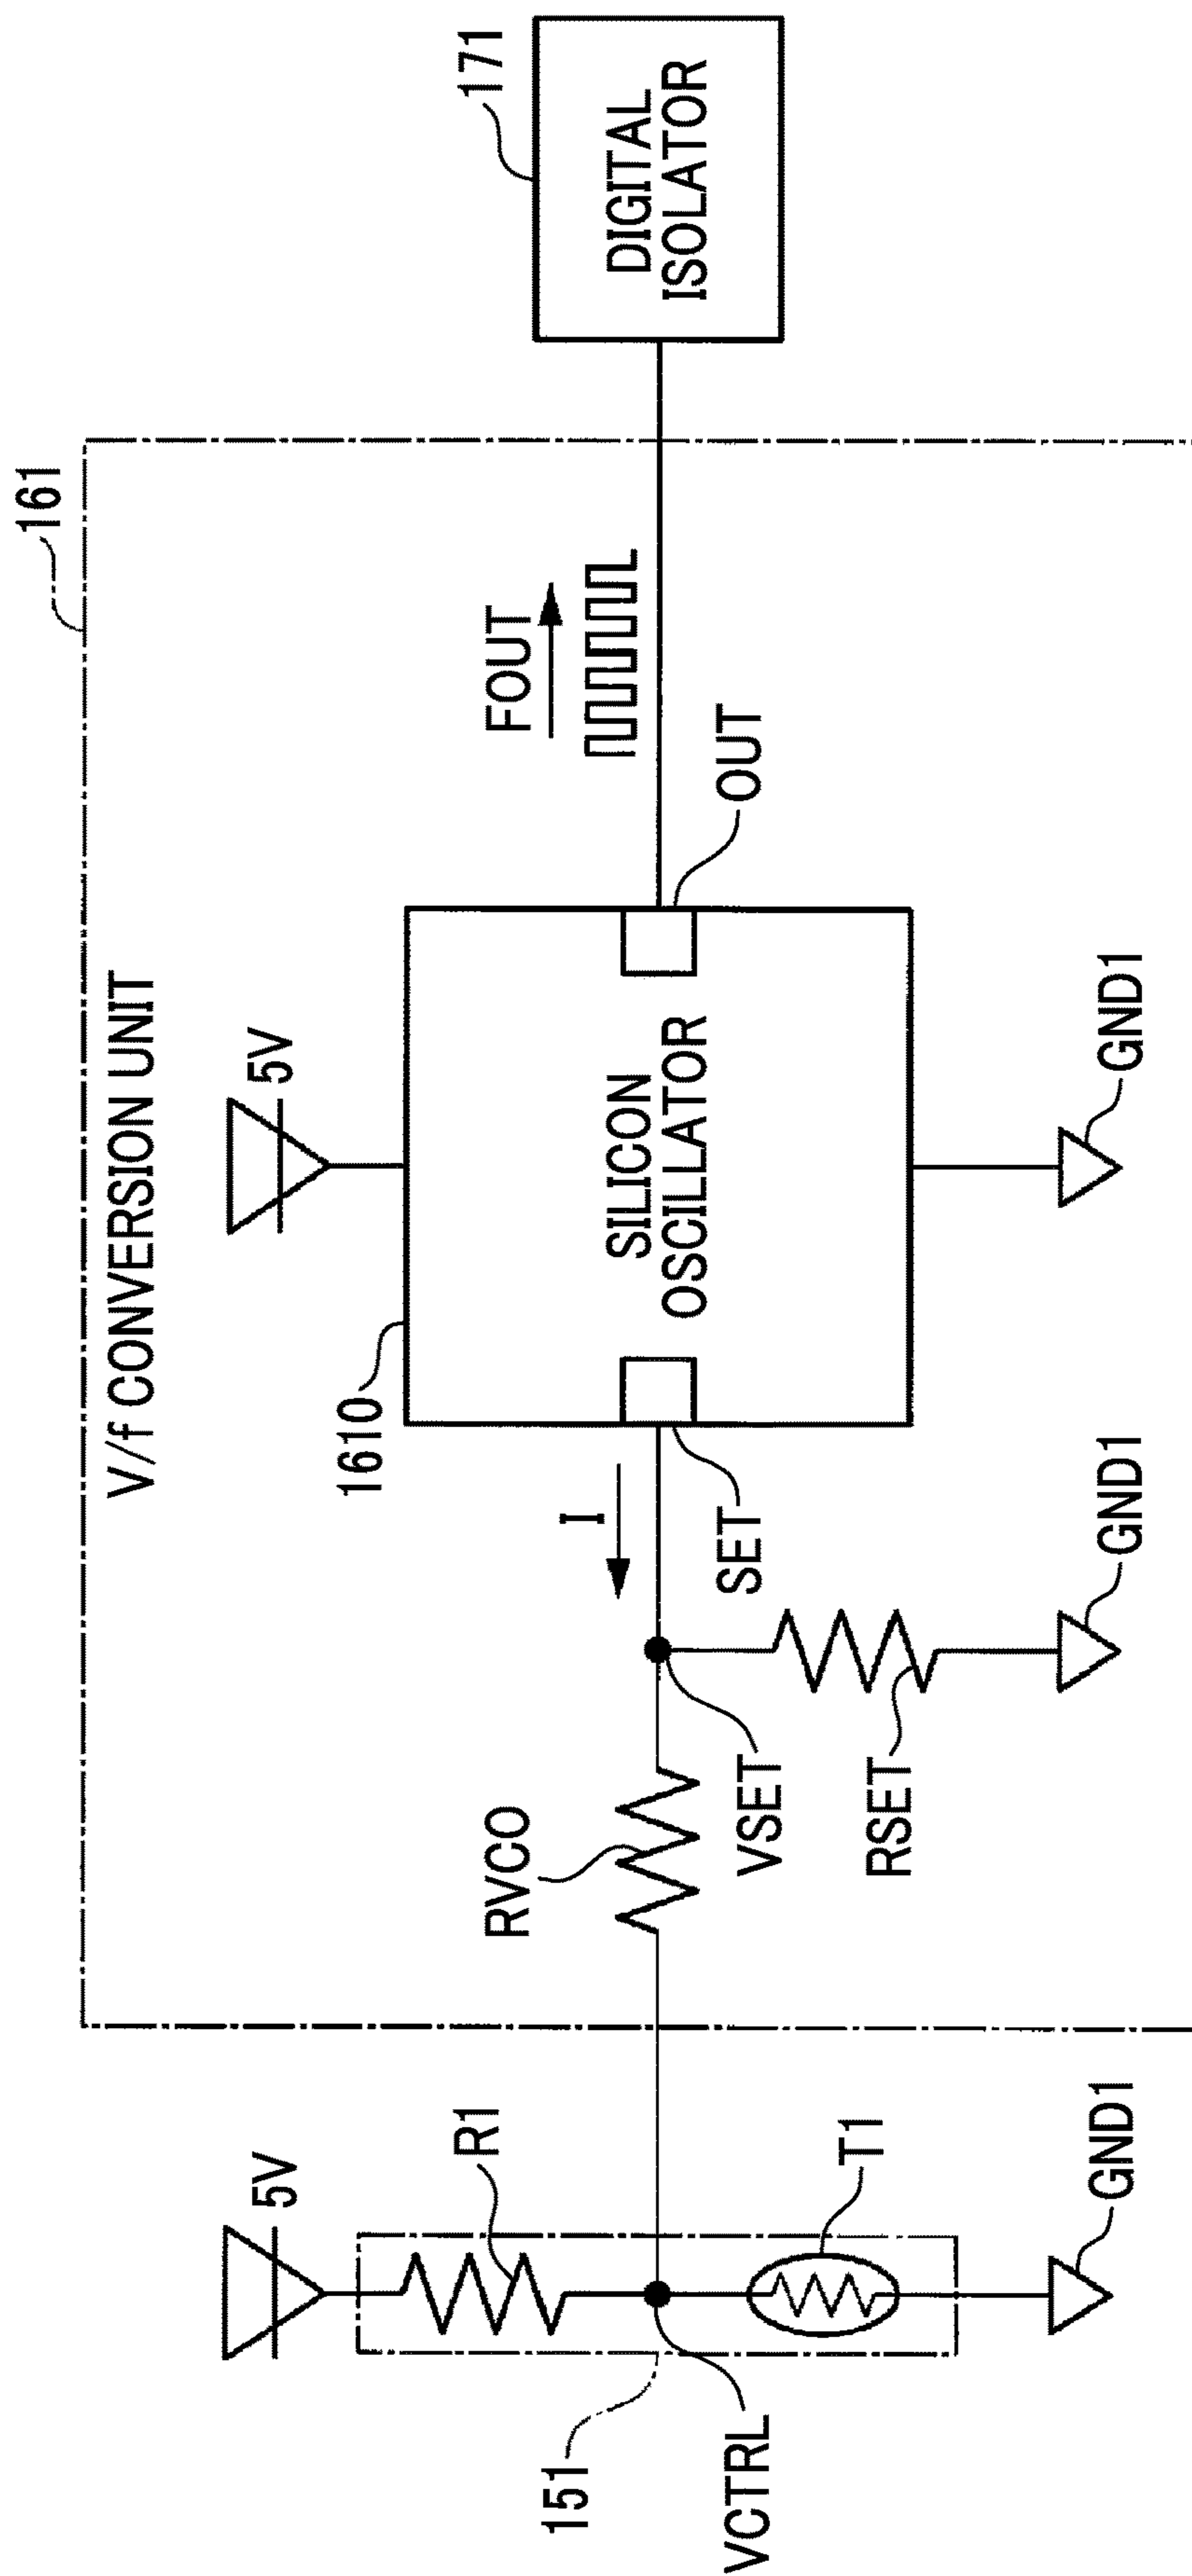 161
V/f CONVERSION UNIT
5V
R1
151
VCTRL
T1
GND1
RVCO
VSET
RSET
GND1
I
SET
1610
5V
SILICON
OSCILLATOR
GND1
OUT
FOUT
171
DIGITAL
ISOLATOR